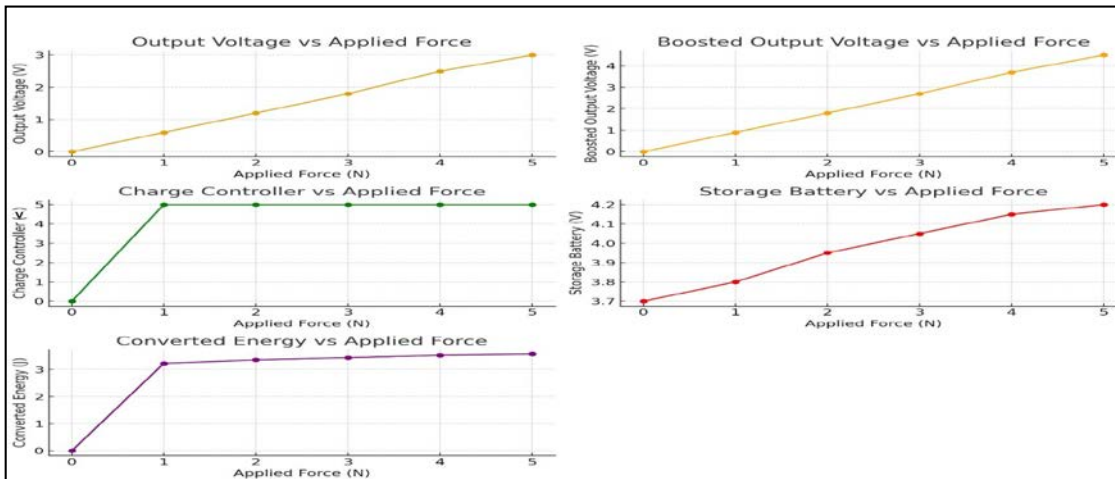 Output Voltage vs Applied Force
Output Voltage (V)
3
2
1
0
0 1 2 3 4 5
Applied Force (N)
Boosted Output Voltage vs Applied Force
Boosted Output Voltage (V)
4
3
2
1
0
0 1 2 3 4 5
Applied Force (N)
Charge Controller vs Applied Force
Charge Controller (V)
5
4
3
2
1
0
0 1 2 3 4 5
Applied Force (N)
Storage Battery vs Applied Force
Storage Battery (V)
4.2
4.1
4.0
3.9
3.8
3.7
0 1 2 3 4 5
Applied Force (N)
Converted Energy vs Applied Force
Converted Energy (J)
3
2
1
0
0 1 2 3 4 5
Applied Force (N)